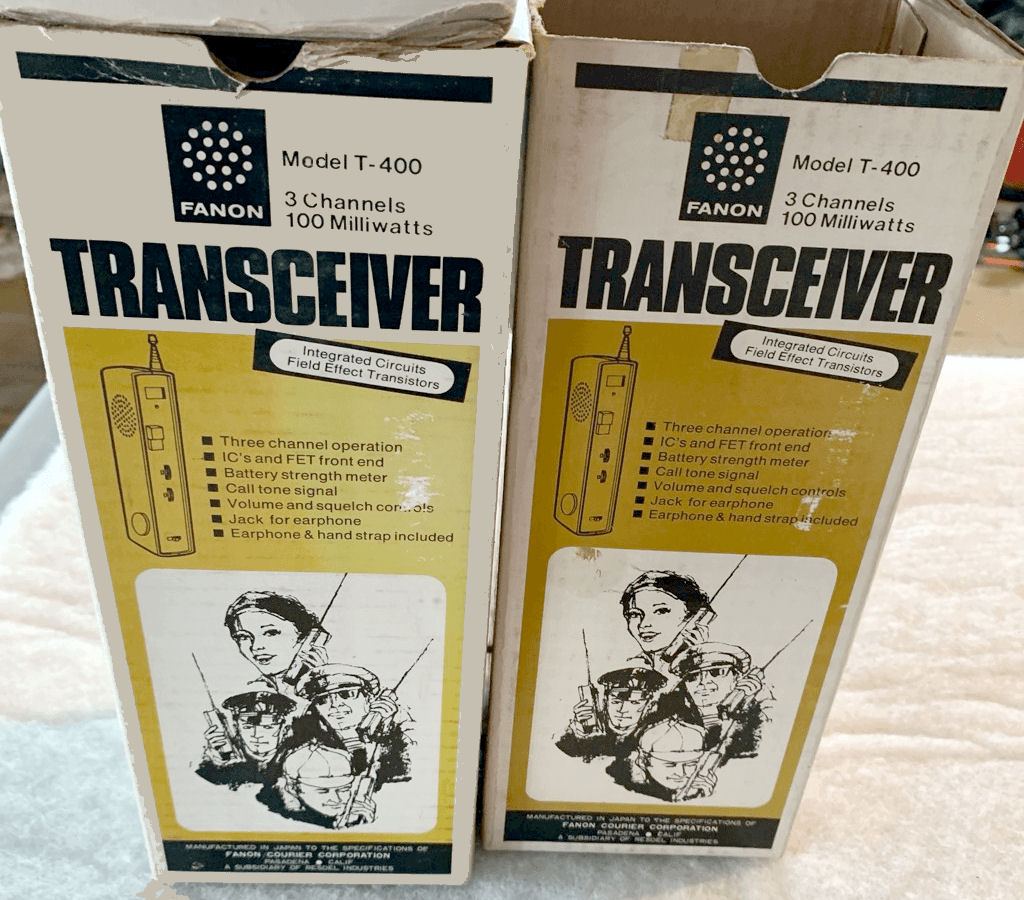 FANON
Model T-400
3 Channels
100 Milliwatts
TRANSCEIVER
Integrated Circuits
Field Effect Transistors
Three channel operation
IC's and FET front end
Battery strength meter
Call tone signal
Volume and squelch controls
Jack for earphone
Earphone & hand strap included
MANUFACTURED IN JAPAN TO THE SPECIFICATIONS OF
FANON COURIER CORPORATION
PASADENA ● CALIF
A SUBSIDIARY OF RESDEL INDUSTRIES
FANON
Model T-400
3 Channels
100 Milliwatts
TRANSCEIVER
Integrated Circuits
Field Effect Transistors
Three channel operation
IC's and FET front end
Battery strength meter
Call tone signal
Volume and squelch controls
Jack for earphone
Earphone & hand strap included
MANUFACTURED IN JAPAN TO THE SPECIFICATIONS OF
FANON COURIER CORPORATION
PASADENA ● CALIF
A SUBSIDIARY OF RESDEL INDUSTRIES